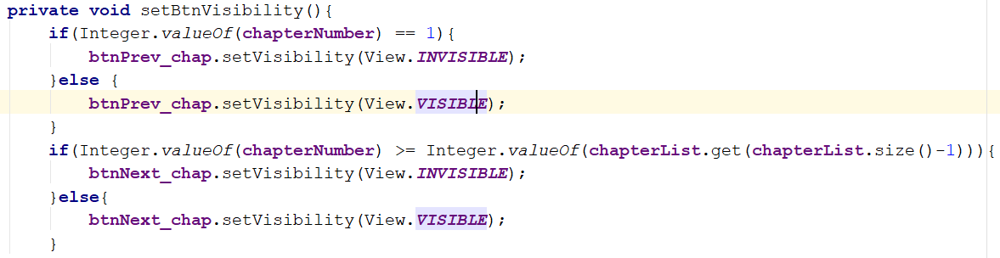 private void setBtnVisibility(){
    if(Integer.valueOf(chapterNumber) == 1){
        btnPrev_chap.setVisibility(View.INVISIBLE);
    }else {
        btnPrev_chap.setVisibility(View.VISIBLE);
    }
    if(Integer.valueOf(chapterNumber) >= Integer.valueOf(chapterList.get(chapterList.size()-1))){
        btnNext_chap.setVisibility(View.INVISIBLE);
    }else{
        btnNext_chap.setVisibility(View.VISIBLE);
    }